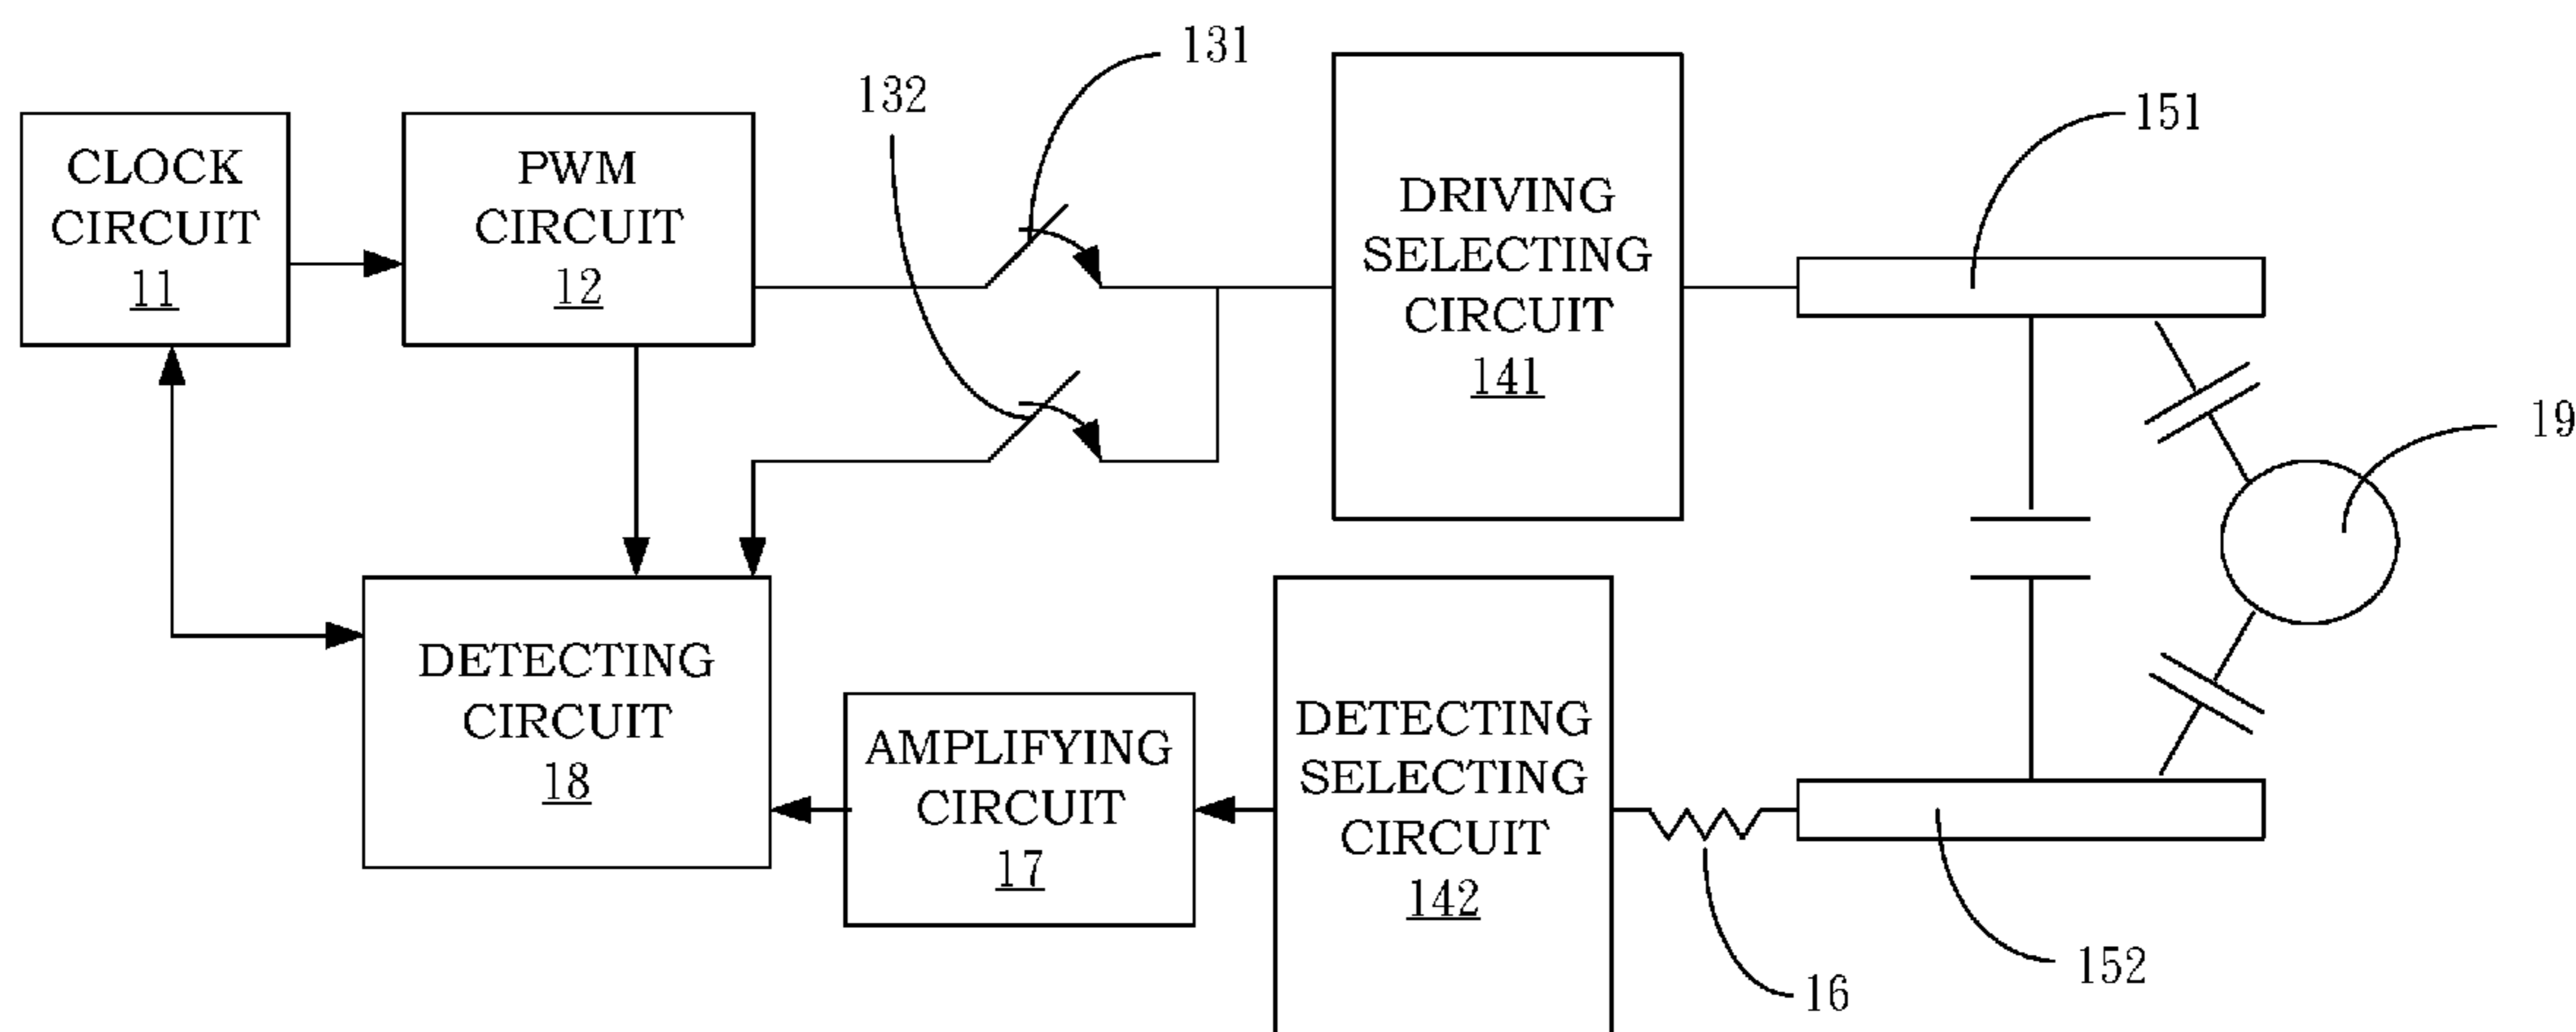 131
132
151
CLOCK
CIRCUIT
11
PWM
CIRCUIT
12
DRIVING
SELECTING
CIRCUIT
141
19
DETECTING
CIRCUIT
18
AMPLIFYING
CIRCUIT
17
DETECTING
SELECTING
CIRCUIT
142
16
152